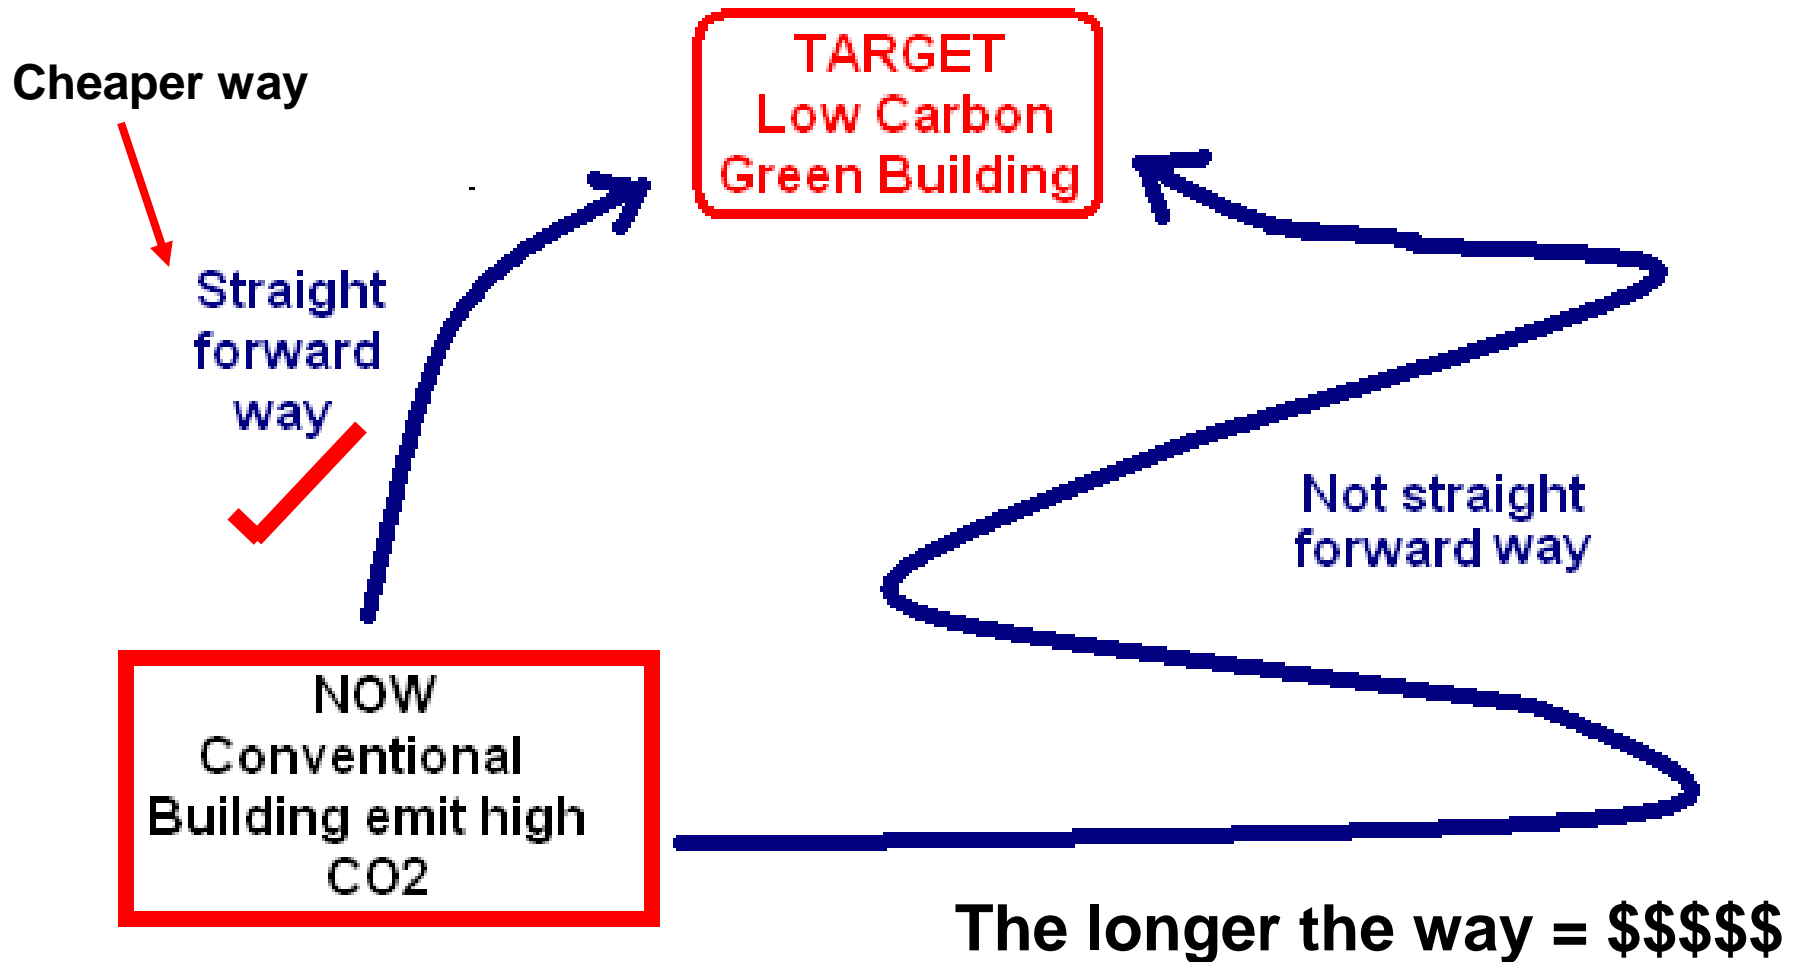 TARGET
Low Carbon
Green Building
Cheaper way
Straight
forward
way
Not straight
forward way
NOW
Conventional
Building emit high
CO2
The longer the way = $$$$$